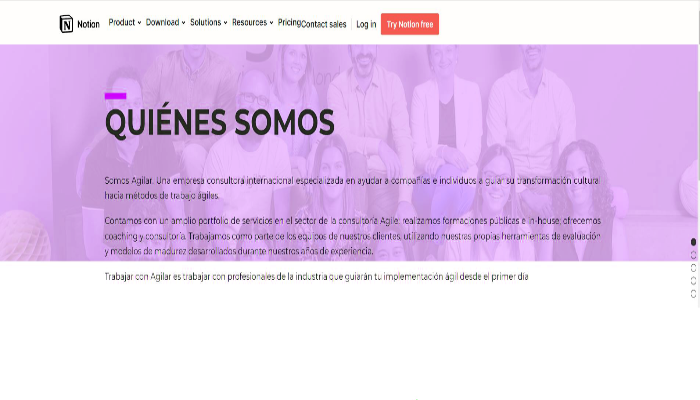 Notion Product Download Solutions Resources Pricing Contact sales Log in Try Notion free
QUIÉNES SOMOS
Somos Agilar. Una empresa consultora internacional especializada en ayudar a compañías e individuos a guiar su transformación cultural
hacia métodos de trabajo ágiles.
Contamos con un amplio portfolio de servicios en el sector de la consultoría Agile: realizamos formaciones públicas e in-house, ofrecemos
coaching y consultoría. Trabajamos como parte de los equipos de nuestros clientes, utilizando nuestras propias herramientas de evaluación
y modelos de madurez desarrollados durante nuestros años de experiencia.
Trabajar con Agilar es trabajar con profesionales de la industria que guiarán tu implementación ágil desde el primer día